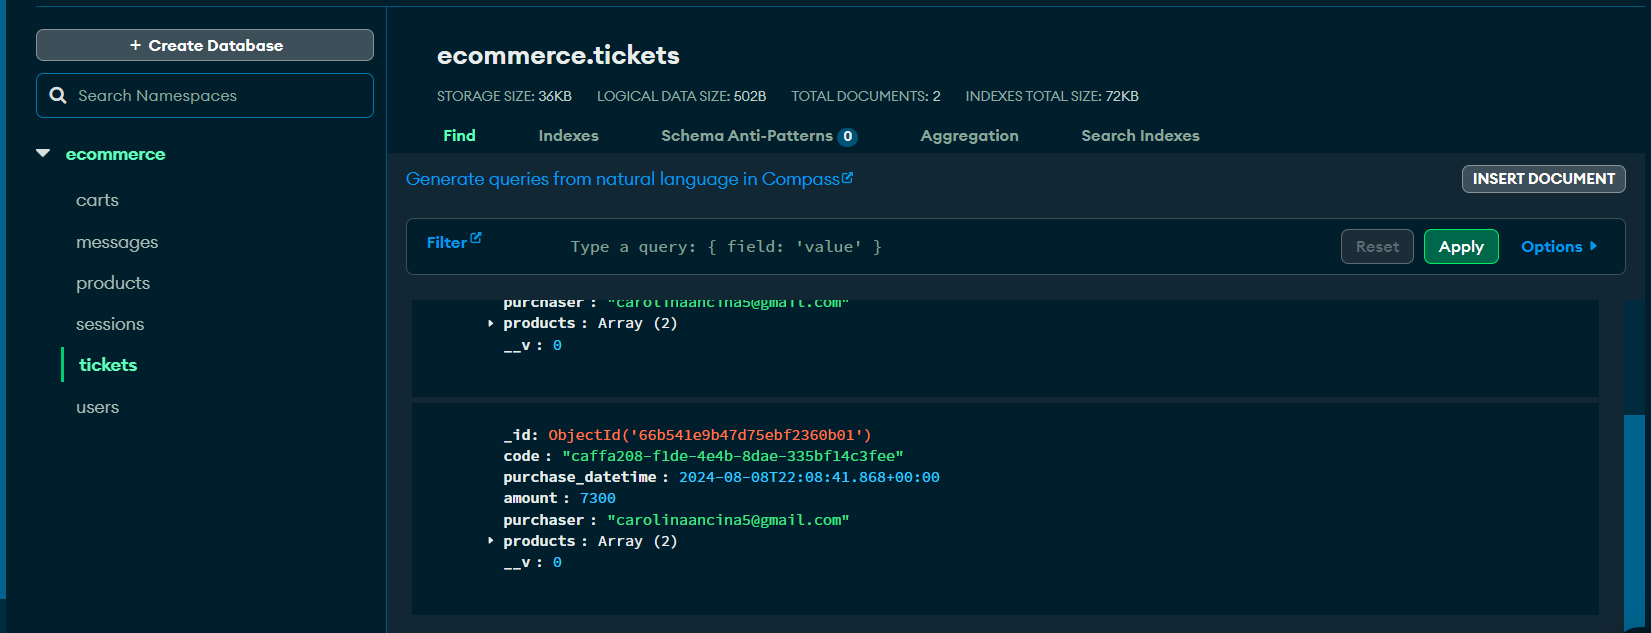 + Create Database
Search Namespaces
ecommerce
carts
messages
products
sessions
tickets
users
ecommerce.tickets
STORAGE SIZE: 36KB LOGICAL DATA SIZE: 502B TOTAL DOCUMENTS: 2 INDEXES TOTAL SIZE: 72KB
Find Indexes Schema Anti-Patterns 0 Aggregation Search Indexes
Generate queries from natural language in Compass
INSERT DOCUMENT
Filter Type a query: { field: 'value' } Reset Apply Options
purchaser : "carolinaancina5@gmail.com"
products : Array (2)
__v : 0
_id: ObjectId('66b541e9b47d75ebf2360b01')
code : "caffa208-f1de-4e4b-8dae-335bf14c3fee"
purchase_datetime : 2024-08-08T22:08:41.868+00:00
amount : 7300
purchaser : "carolinaancina5@gmail.com"
products : Array (2)
__v : 0